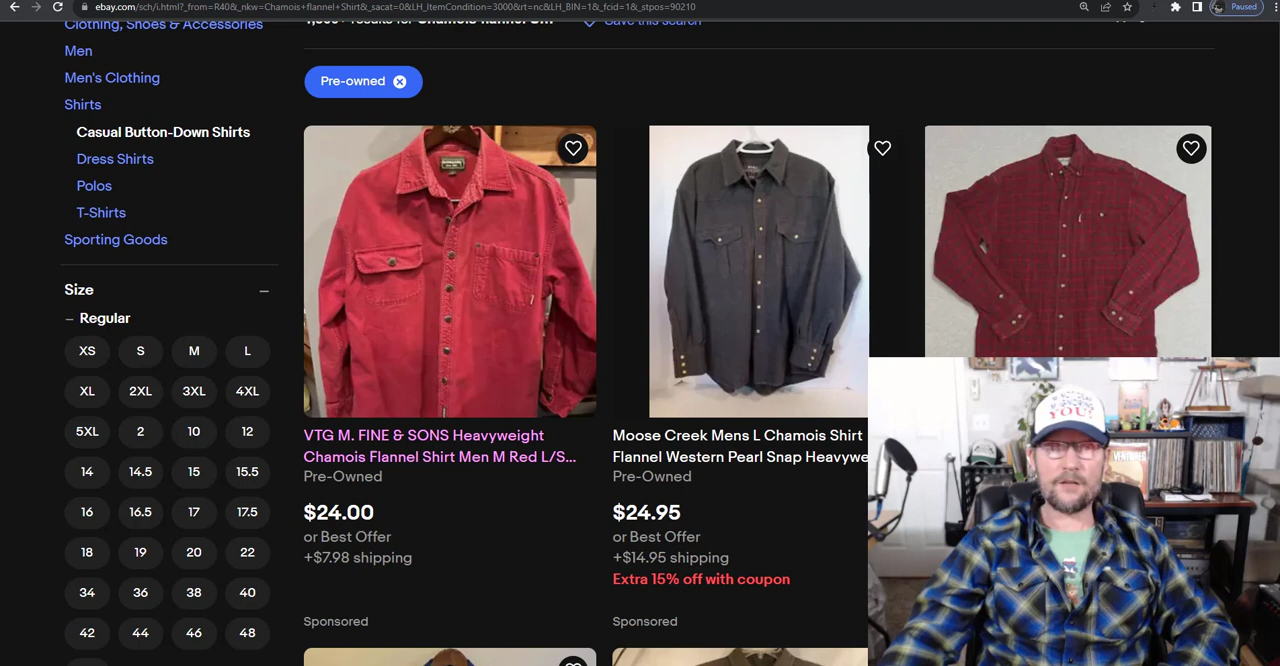 ebay.com/sch/i.html?_from=R40&_nkw=Chamois+flannel+Shirt&_sacat=0&LH_ItemCondition=3000&rt=nc&LH_BIN=1&_fcid=1&_stpos=90210
Paused
Clothing, Shoes & Accessories
Men
Men's Clothing
Shirts
Casual Button-Down Shirts
Dress Shirts
Polos
T-Shirts
Sporting Goods
Size
– Regular
XS S M L
XL 2XL 3XL 4XL
5XL 2 10 12
14 14.5 15 15.5
16 16.5 17 17.5
18 19 20 22
34 36 38 40
42 44 46 48
Save this search
Pre-owned
VTG M. FINE & SONS Heavyweight
Chamois Flannel Shirt Men M Red L/S...
Pre-Owned
$24.00
or Best Offer
+$7.98 shipping
Sponsored
Moose Creek Mens L Chamois Shirt
Flannel Western Pearl Snap Heavywe
Pre-Owned
$24.95
or Best Offer
+$14.95 shipping
Extra 15% off with coupon
Sponsored
YOU!
VENTURES